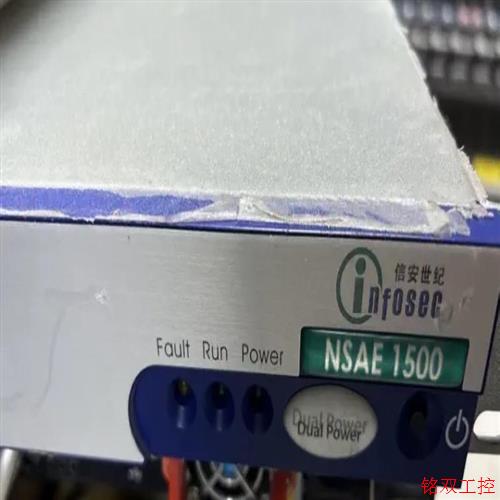 信安世纪
infosec
Fault Run Power
NSAE 1500
Dual Power
Dual Power
铭双工控